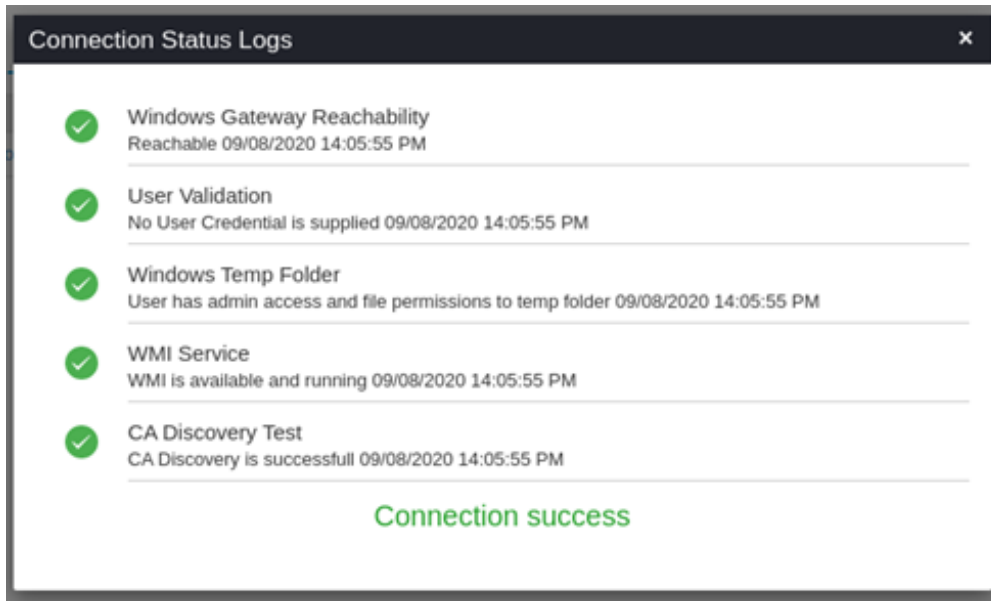 Connection Status Logs
Windows Gateway Reachability
Reachable 09/08/2020 14:05:55 PM
User Validation
No User Credential is supplied 09/08/2020 14:05:55 PM
Windows Temp Folder
User has admin access and file permissions to temp folder 09/08/2020 14:05:55 PM
WMI Service
WMI is available and running 09/08/2020 14:05:55 PM
CA Discovery Test
CA Discovery is successfull 09/08/2020 14:05:55 PM
Connection success